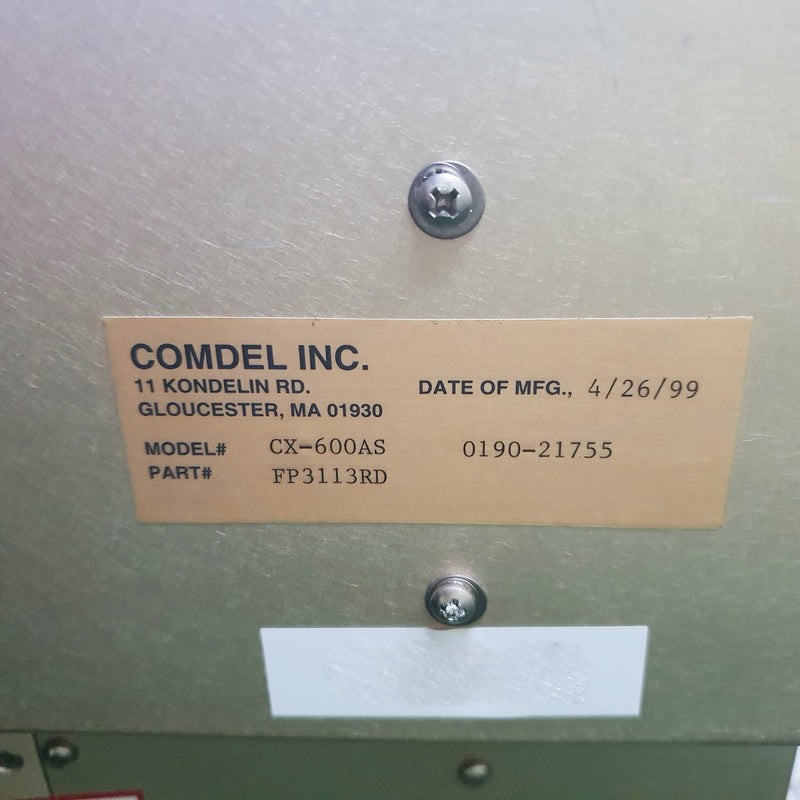 COMDEL INC.
11 KONDELIN RD.
GLOUCESTER, MA 01930
DATE OF MFG., 4/26/99
MODEL# CX-600AS 0190-21755
PART# FP3113RD